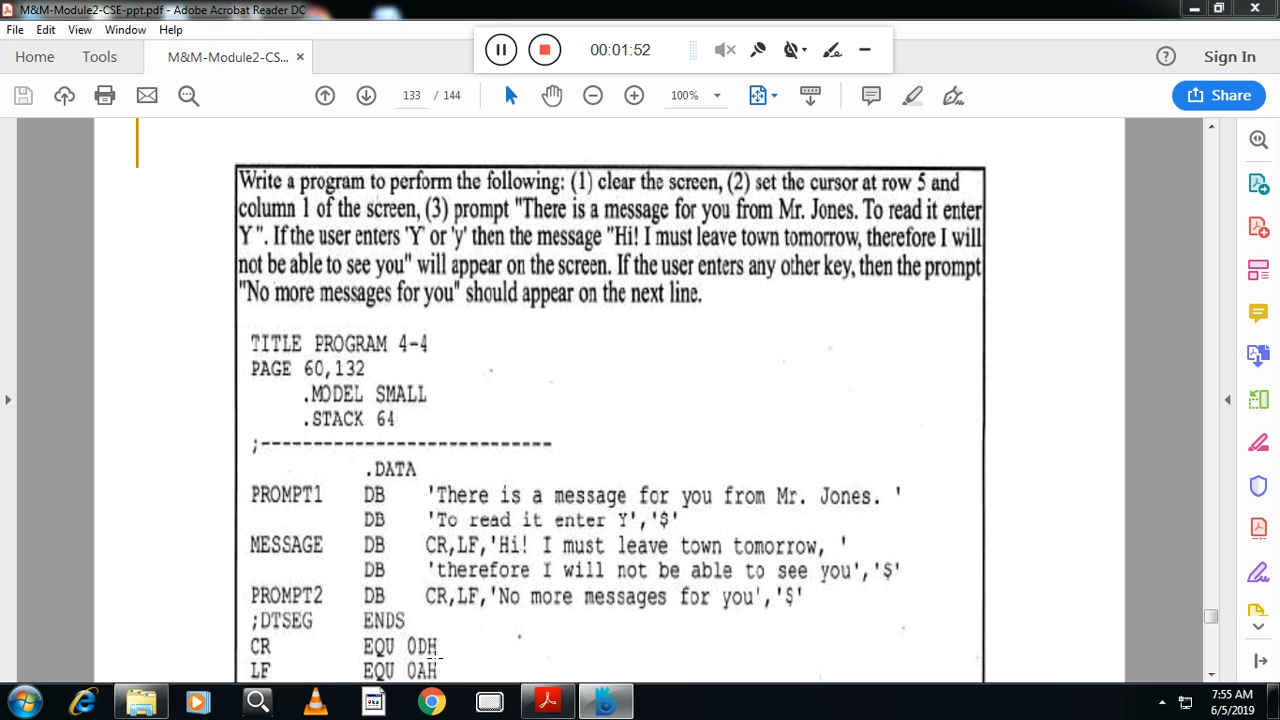 M&M-Module2-CSE-ppt.pdf - Adobe Acrobat Reader DC
File Edit View Window Help
Home Tools M&M-Module2-CS... × 00:01:52 Sign In
133 / 144 100% Share
Write a program to perform the following: (1) clear the screen, (2) set the cursor at row 5 and
column 1 of the screen, (3) prompt "There is a message for you from Mr. Jones. To read it enter
Y ". If the user enters 'Y' or 'y' then the message "Hi! I must leave town tomorrow, therefore I will
not be able to see you" will appear on the screen. If the user enters any other key, then the prompt
"No more messages for you" should appear on the next line.
TITLE PROGRAM 4-4
PAGE 60,132
.MODEL SMALL
.STACK 64
;---------------------------
.DATA
PROMPT1 DB 'There is a message for you from Mr. Jones. '
DB 'To read it enter Y','$'
MESSAGE DB CR,LF,'Hi! I must leave town tomorrow, '
DB 'therefore I will not be able to see you','$'
PROMPT2 DB CR,LF,'No more messages for you','$'
;DTSEG ENDS
CR EQU 0DH
LF EQU 0AH
7:55 AM
6/5/2019